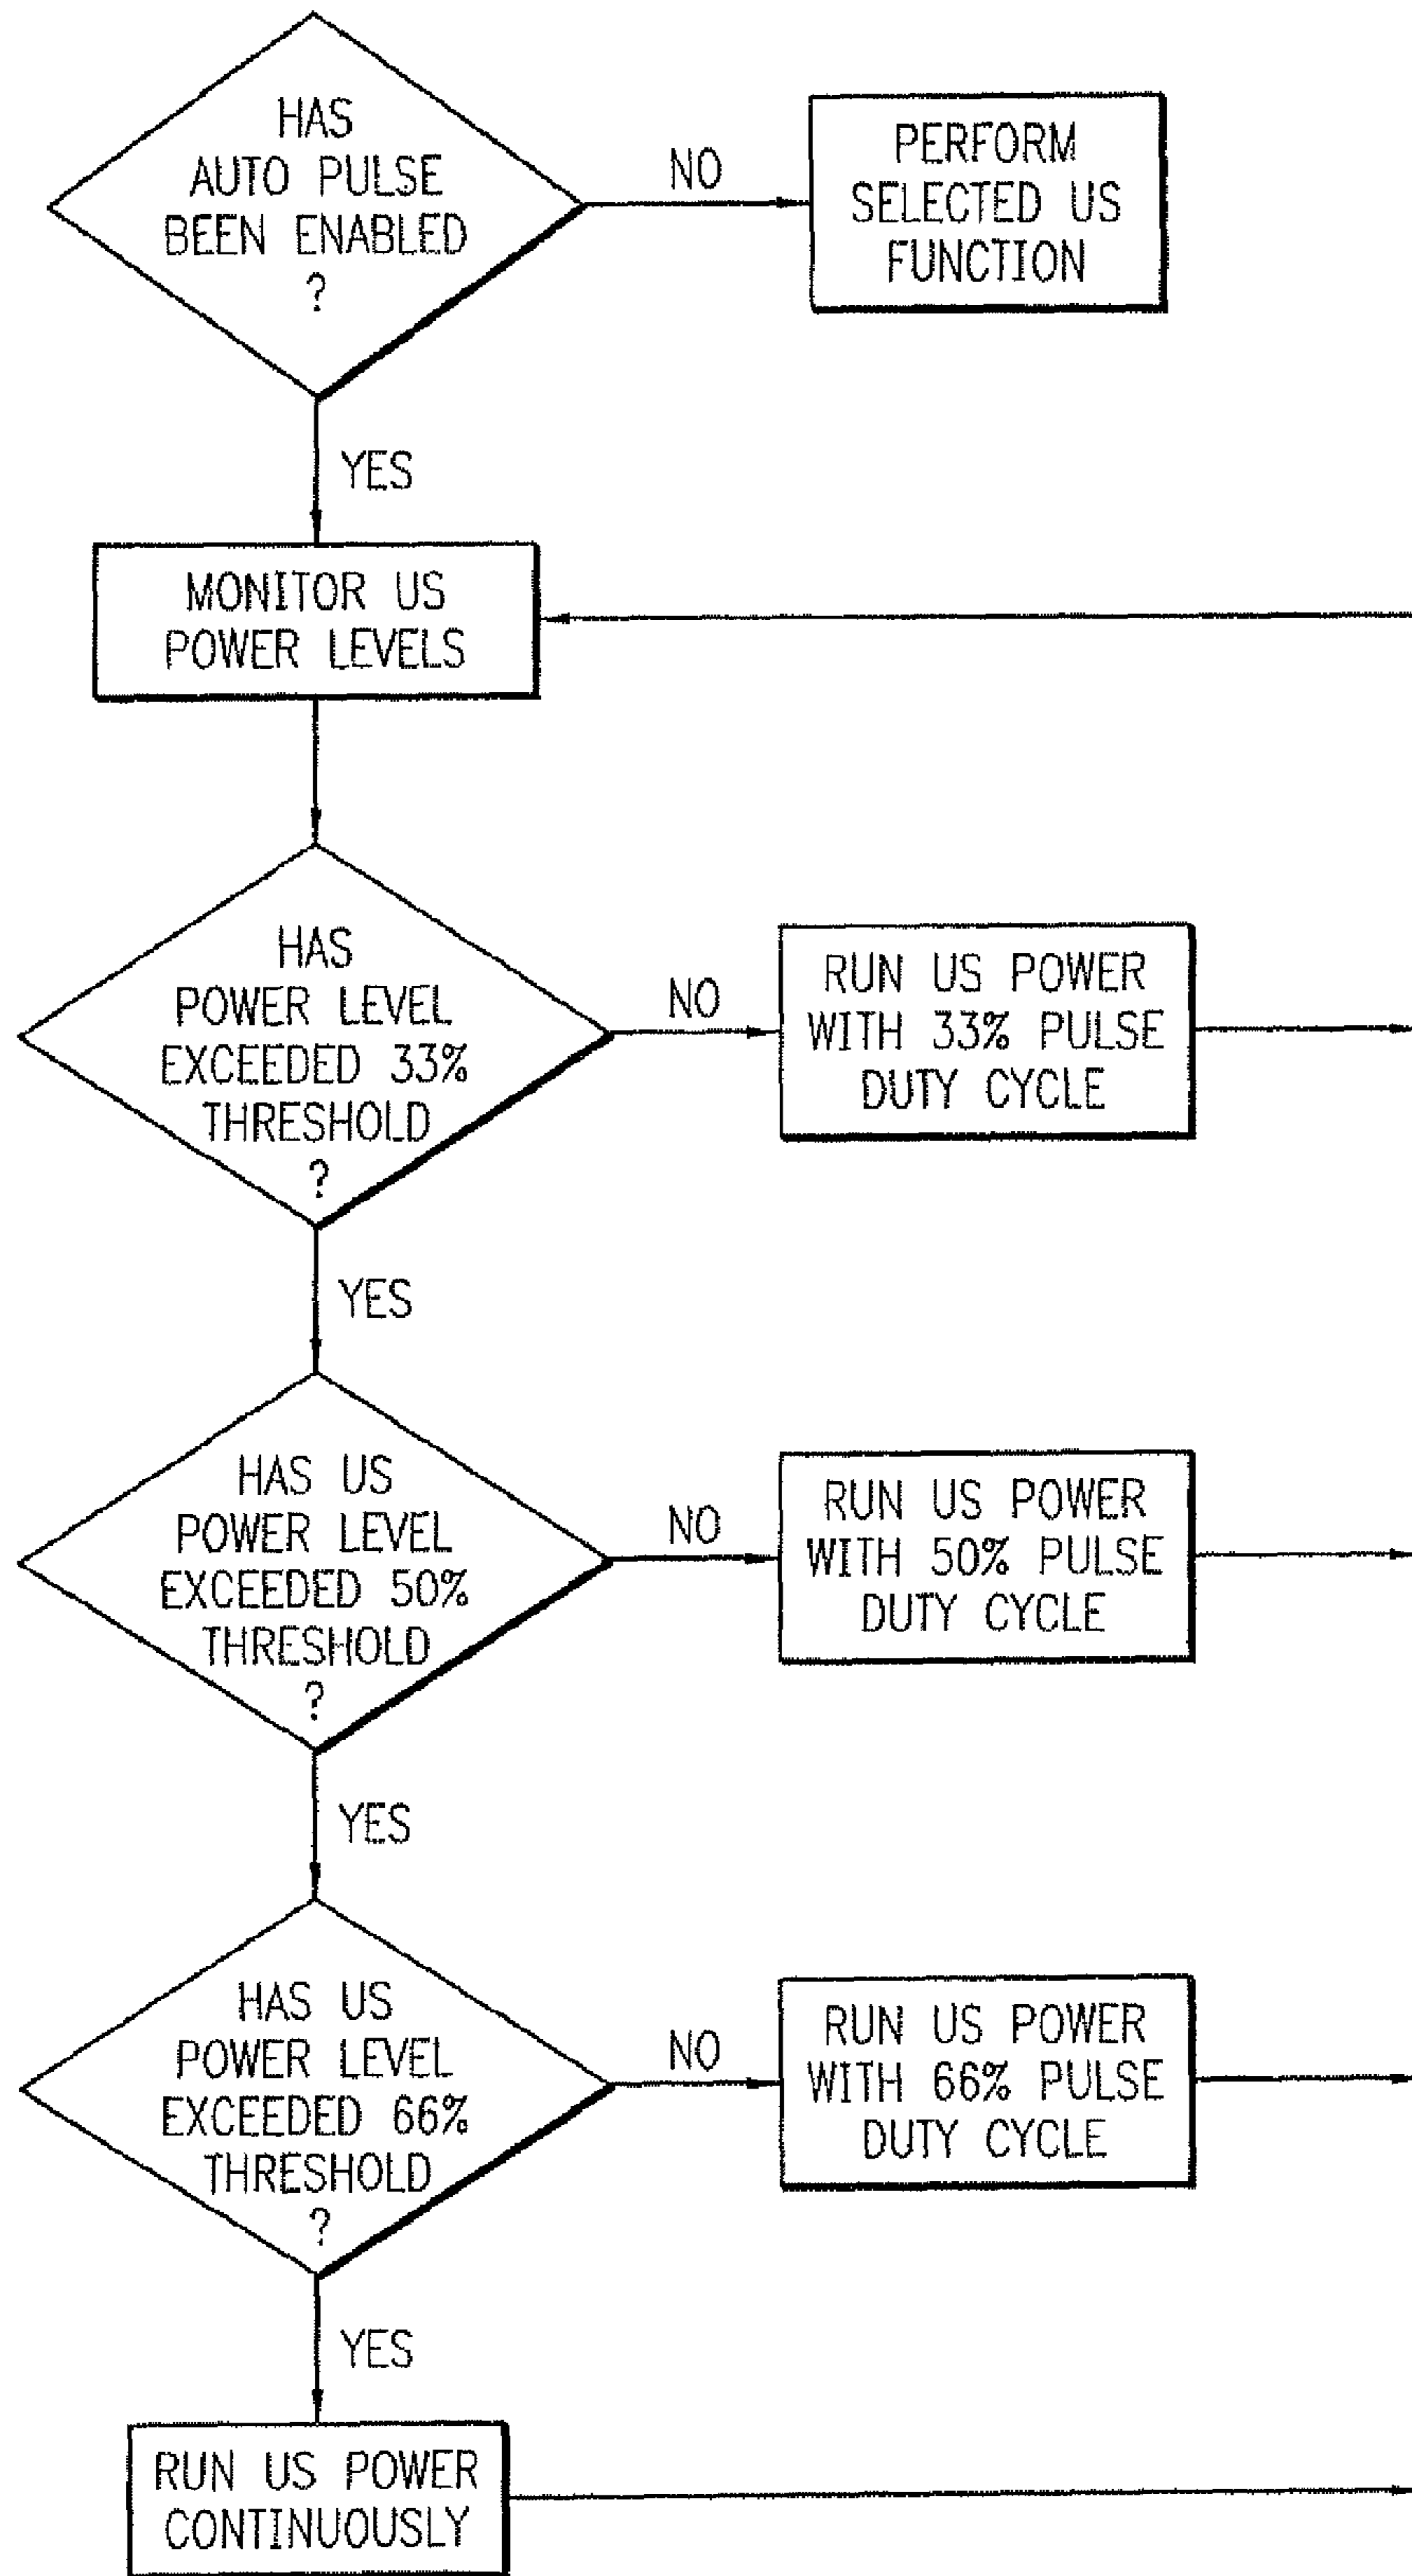 HAS
AUTO PULSE
BEEN ENABLED
?
NO
PERFORM
SELECTED US
FUNCTION
YES
MONITOR US
POWER LEVELS
HAS
POWER LEVEL
EXCEEDED 33%
THRESHOLD
?
NO
RUN US POWER
WITH 33% PULSE
DUTY CYCLE
YES
HAS US
POWER LEVEL
EXCEEDED 50%
THRESHOLD
?
NO
RUN US POWER
WITH 50% PULSE
DUTY CYCLE
YES
HAS US
POWER LEVEL
EXCEEDED 66%
THRESHOLD
?
NO
RUN US POWER
WITH 66% PULSE
DUTY CYCLE
YES
RUN US POWER
CONTINUOUSLY